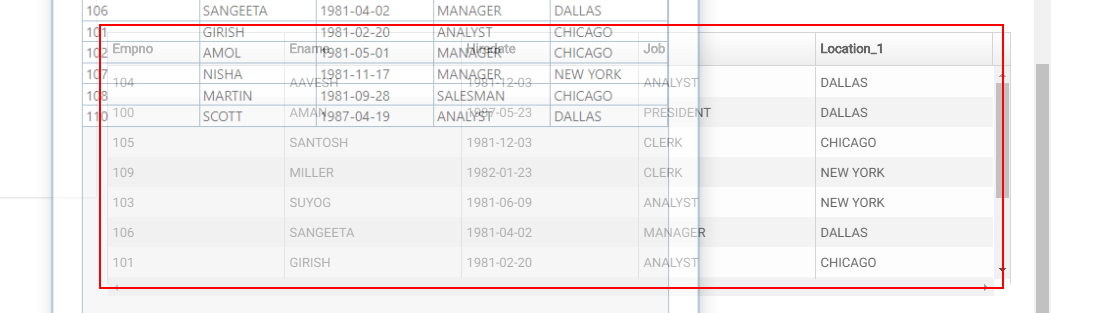 106 SANGEETA 1981-04-02 MANAGER DALLAS
101 GIRISH 1981-02-20 ANALYST CHICAGO
Empno Ename Hiredate Job Location_1
102 AMOL 1981-05-01 MANAGER CHICAGO
107 NISHA 1981-11-17 MANAGER NEW YORK
104 AAVESH 1981-12-03 ANALYST DALLAS
108 MARTIN 1981-09-28 SALESMAN CHICAGO
100 AMAN 1987-05-23 PRESIDENT DALLAS
110 SCOTT 1987-04-19 ANALYST DALLAS
105 SANTOSH 1981-12-03 CLERK CHICAGO
109 MILLER 1982-01-23 CLERK NEW YORK
103 SUYOG 1981-06-09 ANALYST NEW YORK
106 SANGEETA 1981-04-02 MANAGER DALLAS
101 GIRISH 1981-02-20 ANALYST CHICAGO